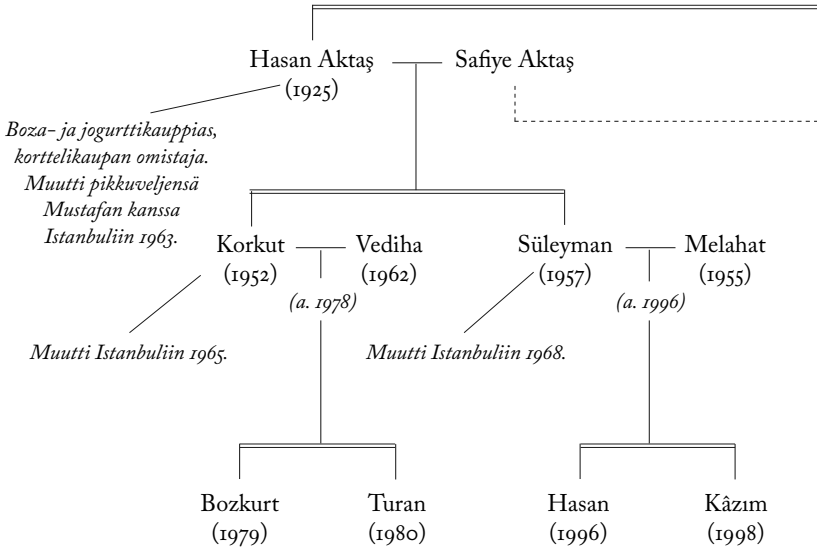 Hasan Aktaş
(1925)
Safiye Aktaş
Boza- ja jogurttikauppias,
korttelikaupan omistaja.
Muutti pikkuveljensä
Mustafan kanssa
Istanbuliin 1963.
Korkut
(1952)
Vediha
(1962)
(a. 1978)
Süleyman
(1957)
Melahat
(1955)
(a. 1996)
Muutti Istanbuliin 1965.
Muutti Istanbuliin 1968.
Bozkurt
(1979)
Turan
(1980)
Hasan
(1996)
Kâzım
(1998)